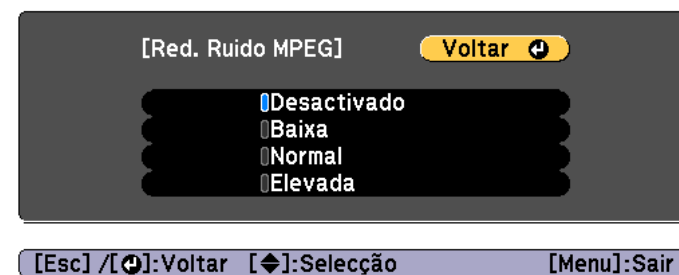 [Red. Ruido MPEG] Voltar
Desactivado
Baixa
Normal
Elevada
[Esc] /[⏎]:Voltar [◆]:Selecção [Menu]:Sair